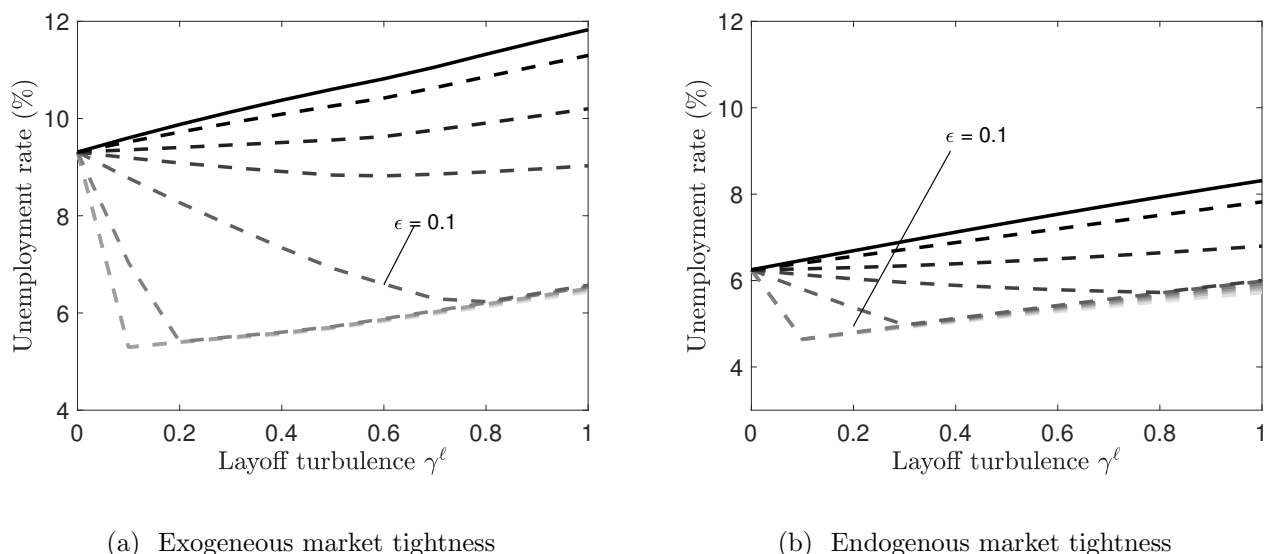 12
10
8
6
4
Unemployment rate (%)
ϵ = 0.1
0 0.2 0.4 0.6 0.8 1
Layoff turbulence γ^ℓ
(a) Exogeneous market tightness
12
10
8
6
4
Unemployment rate (%)
ϵ = 0.1
0 0.2 0.4 0.6 0.8 1
Layoff turbulence γ^ℓ
(b) Endogenous market tightness